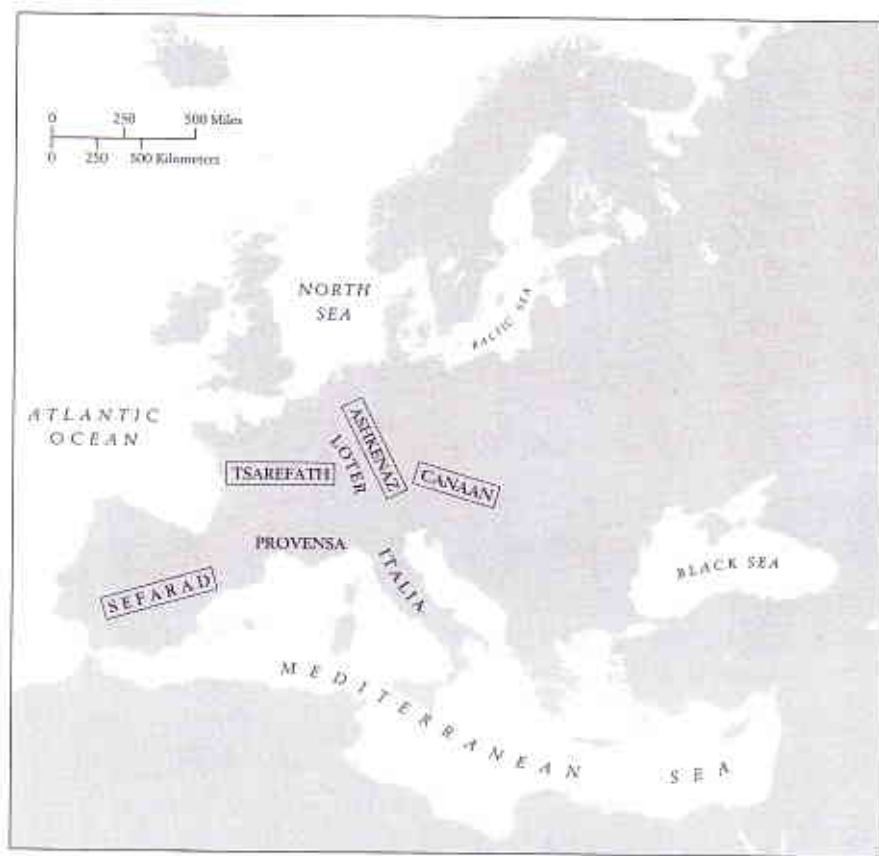 0 250 500 Miles
0 250 500 Kilometers
NORTH
SEA
BALTIC SEA
ATLANTIC
OCEAN
ASHKENAZ
LOTER
TSAREFATH
CANAAN
PROVENSA
ITALIA
SEFARAD
BLACK SEA
MEDITERRANEAN SEA